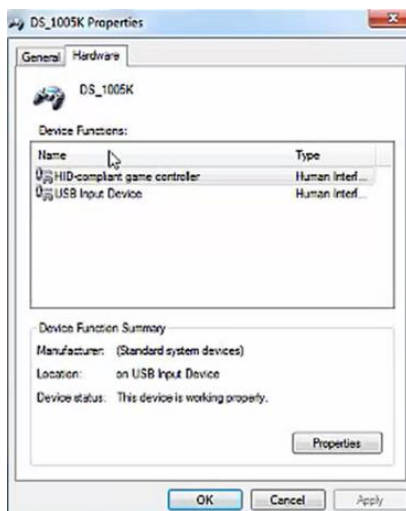 DS_1005K Properties
General Hardware
DS_1005K
Device Functions:
Name Type
HID-compliant game controller Human Interf...
USB Input Device Human Interf...
Device Function Summary
Manufacturer: (Standard system devices)
Location: on USB Input Device
Device status: This device is working properly.
Properties
OK Cancel Apply